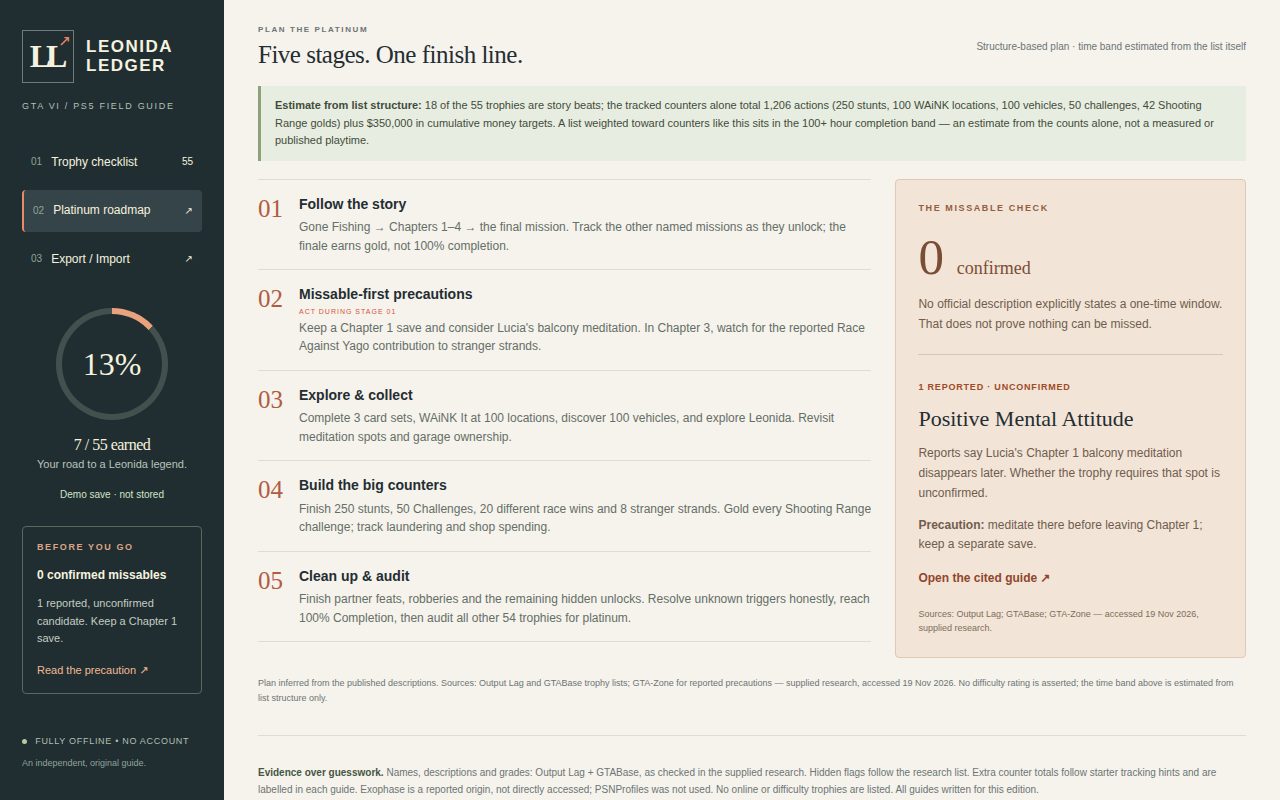 LL↗
LEONIDA
LEDGER
GTA VI / PS5 FIELD GUIDE
01 Trophy checklist 55
02 Platinum roadmap ↗
03 Export / Import ↗
13%
7 / 55 earned
Your road to a Leonida legend.
Demo save · not stored
BEFORE YOU GO
0 confirmed missables
1 reported, unconfirmed
candidate. Keep a Chapter 1
save.
Read the precaution ↗
FULLY OFFLINE • NO ACCOUNT
An independent, original guide.
PLAN THE PLATINUM
Five stages. One finish line.
Structure-based plan · time band estimated from the list itself
Estimate from list structure: 18 of the 55 trophies are story beats; the tracked counters alone total 1,206 actions (250 stunts, 100 WAiNK locations, 100 vehicles, 50 challenges, 42 Shooting
Range golds) plus $350,000 in cumulative money targets. A list weighted toward counters like this sits in the 100+ hour completion band — an estimate from the counts alone, not a measured or
published playtime.
01 Follow the story
Gone Fishing → Chapters 1–4 → the final mission. Track the other named missions as they unlock; the
finale earns gold, not 100% completion.
02 Missable-first precautions
ACT DURING STAGE 01
Keep a Chapter 1 save and consider Lucia's balcony meditation. In Chapter 3, watch for the reported Race
Against Yago contribution to stranger strands.
03 Explore & collect
Complete 3 card sets, WAiNK It at 100 locations, discover 100 vehicles, and explore Leonida. Revisit
meditation spots and garage ownership.
04 Build the big counters
Finish 250 stunts, 50 Challenges, 20 different race wins and 8 stranger strands. Gold every Shooting Range
challenge; track laundering and shop spending.
05 Clean up & audit
Finish partner feats, robberies and the remaining hidden unlocks. Resolve unknown triggers honestly, reach
100% Completion, then audit all other 54 trophies for platinum.
THE MISSABLE CHECK
0 confirmed
No official description explicitly states a one-time window.
That does not prove nothing can be missed.
1 REPORTED · UNCONFIRMED
Positive Mental Attitude
Reports say Lucia's Chapter 1 balcony meditation
disappears later. Whether the trophy requires that spot is
unconfirmed.
Precaution: meditate there before leaving Chapter 1;
keep a separate save.
Open the cited guide ↗
Sources: Output Lag; GTABase; GTA-Zone — accessed 19 Nov 2026,
supplied research.
Plan inferred from the published descriptions. Sources: Output Lag and GTABase trophy lists; GTA-Zone for reported precautions — supplied research, accessed 19 Nov 2026. No difficulty rating is asserted; the time band above is estimated from
list structure only.
Evidence over guesswork. Names, descriptions and grades: Output Lag + GTABase, as checked in the supplied research. Hidden flags follow the research list. Extra counter totals follow starter tracking hints and are
labelled in each guide. Exophase is a reported origin, not directly accessed; PSNProfiles was not used. No online or difficulty trophies are listed. All guides written for this edition.